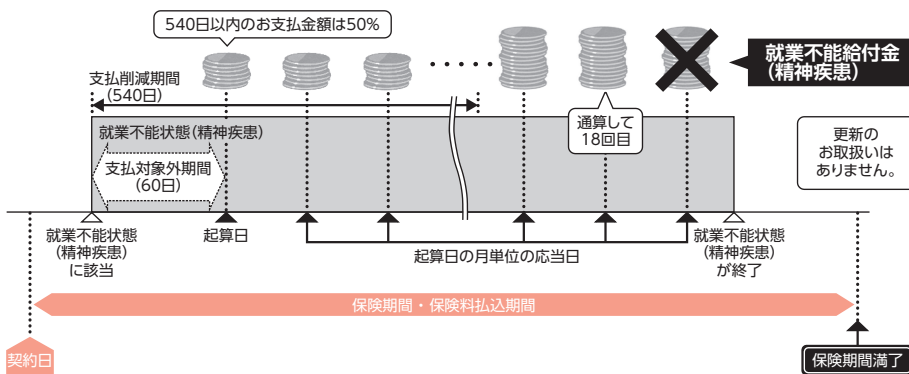 540日以内のお支払金額は50%
就業不能給付金
(精神疾患)
支払削減期間
(540日)
就業不能状態(精神疾患)
支払対象外期間
(60日)
通算して
18回目
更新の
お取扱いは
ありません。
就業不能状態
(精神疾患)
に該当
起算日
起算日の月単位の応当日
就業不能状態
(精神疾患)
が終了
保険期間・保険料払込期間
契約日
保険期間満了